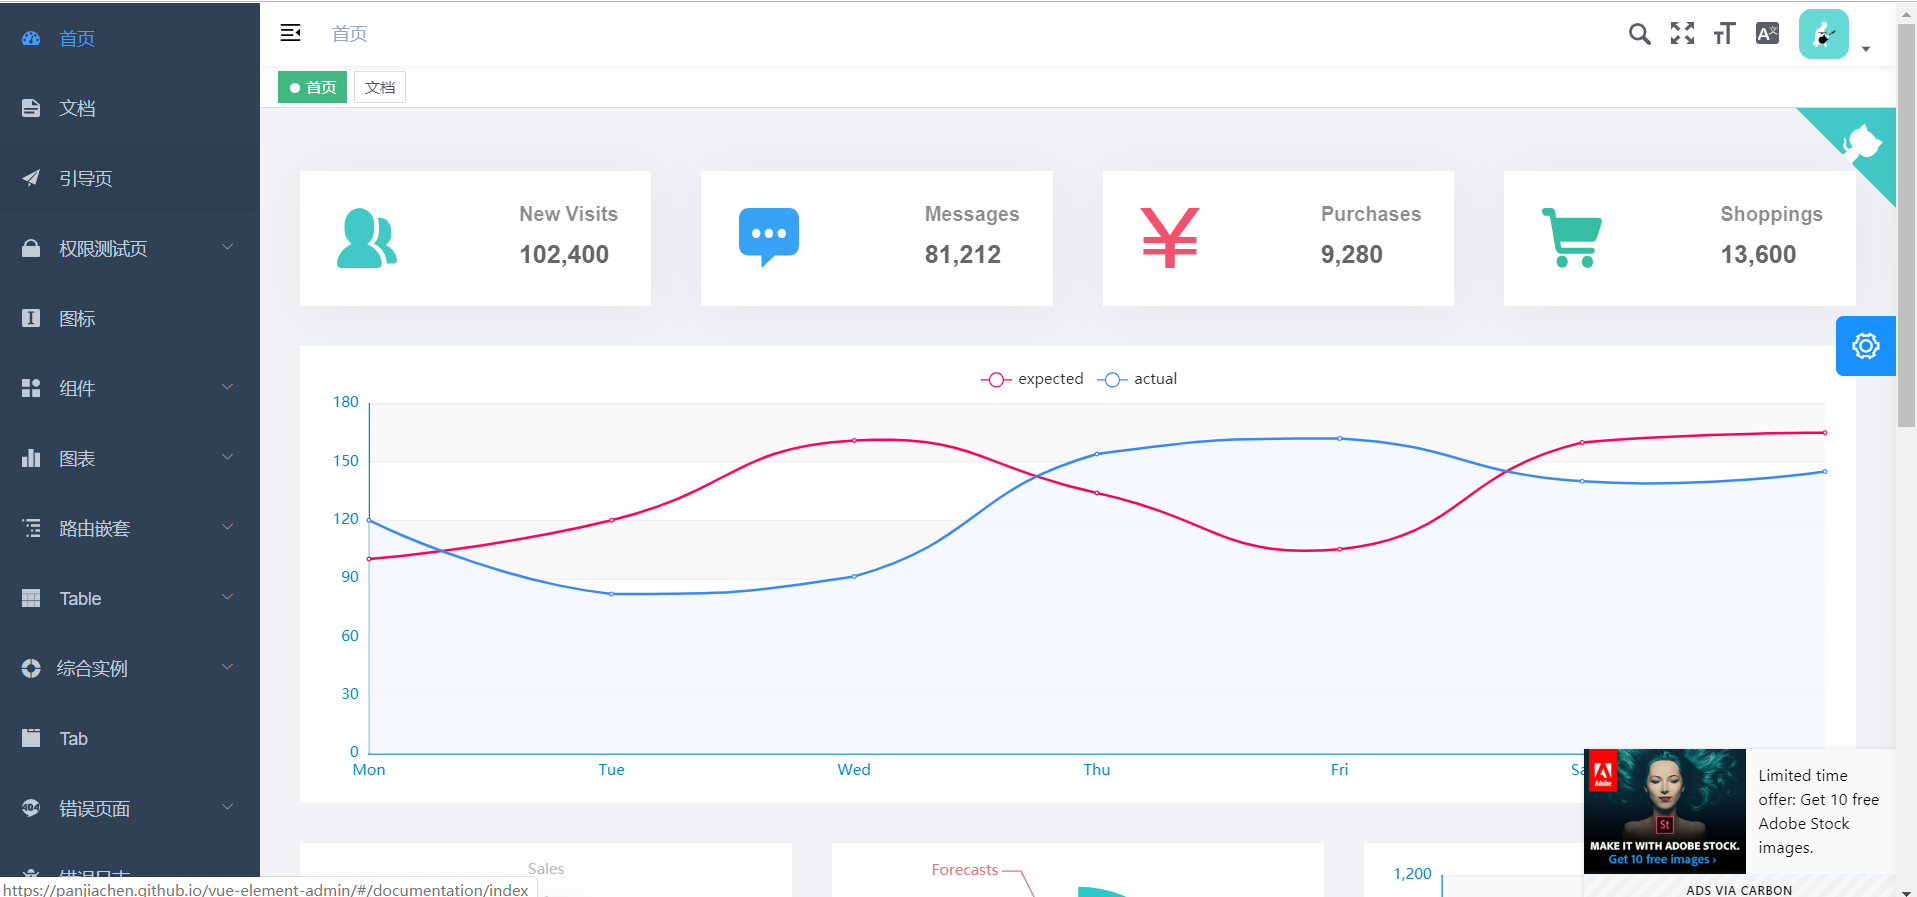 首页
文档
引导页
权限测试页
图标
组件
图表
路由嵌套
Table
综合实例
Tab
错误页面
404
https://panjiachen.github.io/vue-element-admin/#/documentation/index
首页
首页 文档
New Visits
102,400
Messages
81,212
Purchases
9,280
Shoppings
13,600
expected actual
180
150
120
90
60
30
0
Mon Tue Wed Thu Fri
Sales
Forecasts
1,200
Adobe
St
MAKE IT WITH ADOBE STOCK.
Get 10 free images ›
Limited time
offer: Get 10 free
Adobe Stock
images.
ADS VIA CARBON